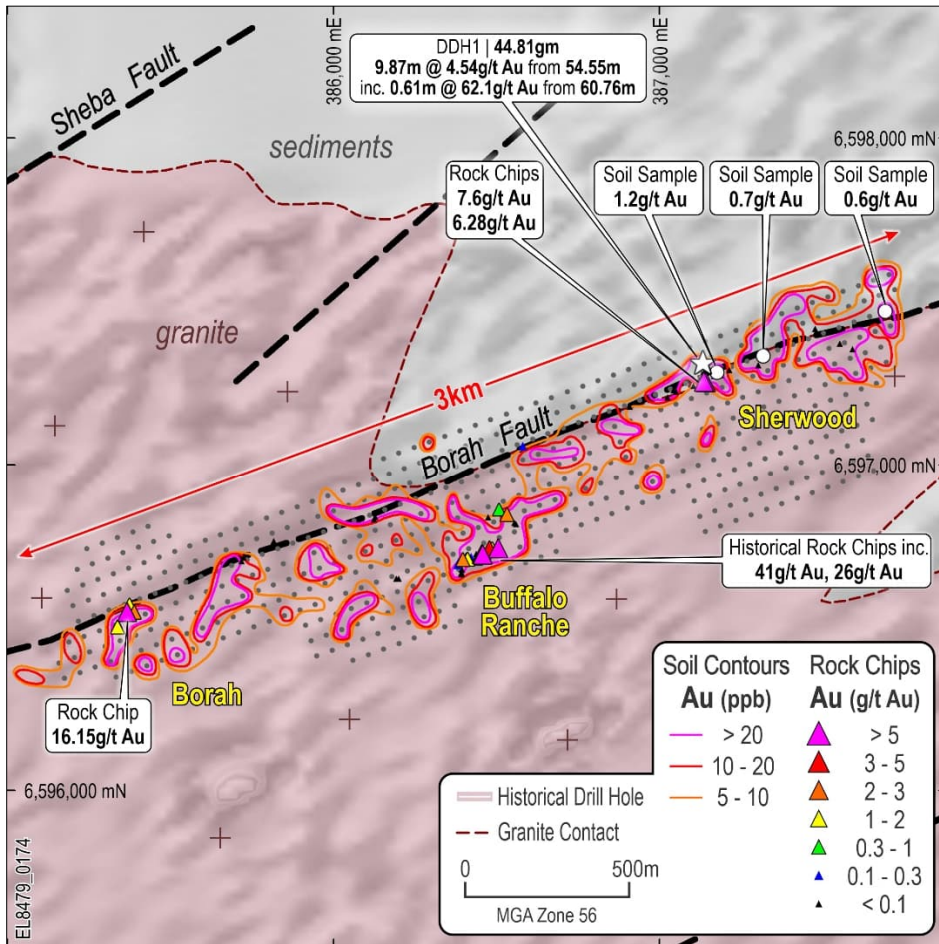 DDH1 | 44.81gm
9.87m @ 4.54g/t Au from 54.55m
inc. 0.61m @ 62.1g/t Au from 60.76m
386,000 mE
387,000 mE
Sheba Fault
sediments
6,598,000 mN
Rock Chips
7.6g/t Au
6.28g/t Au
Soil Sample
1.2g/t Au
Soil Sample
0.7g/t Au
Soil Sample
0.6g/t Au
granite
3km
Borah Fault
Sherwood
6,597,000 mN
Historical Rock Chips inc.
41g/t Au, 26g/t Au
Buffalo
Ranche
Borah
Rock Chip
16.15g/t Au
6,596,000 mN
EL8479_0174
Soil Contours
Au (ppb)
> 20
10 - 20
5 - 10
Rock Chips
Au (g/t Au)
> 5
3 - 5
2 - 3
1 - 2
0.3 - 1
0.1 - 0.3
< 0.1
Historical Drill Hole
Granite Contact
0
500m
MGA Zone 56